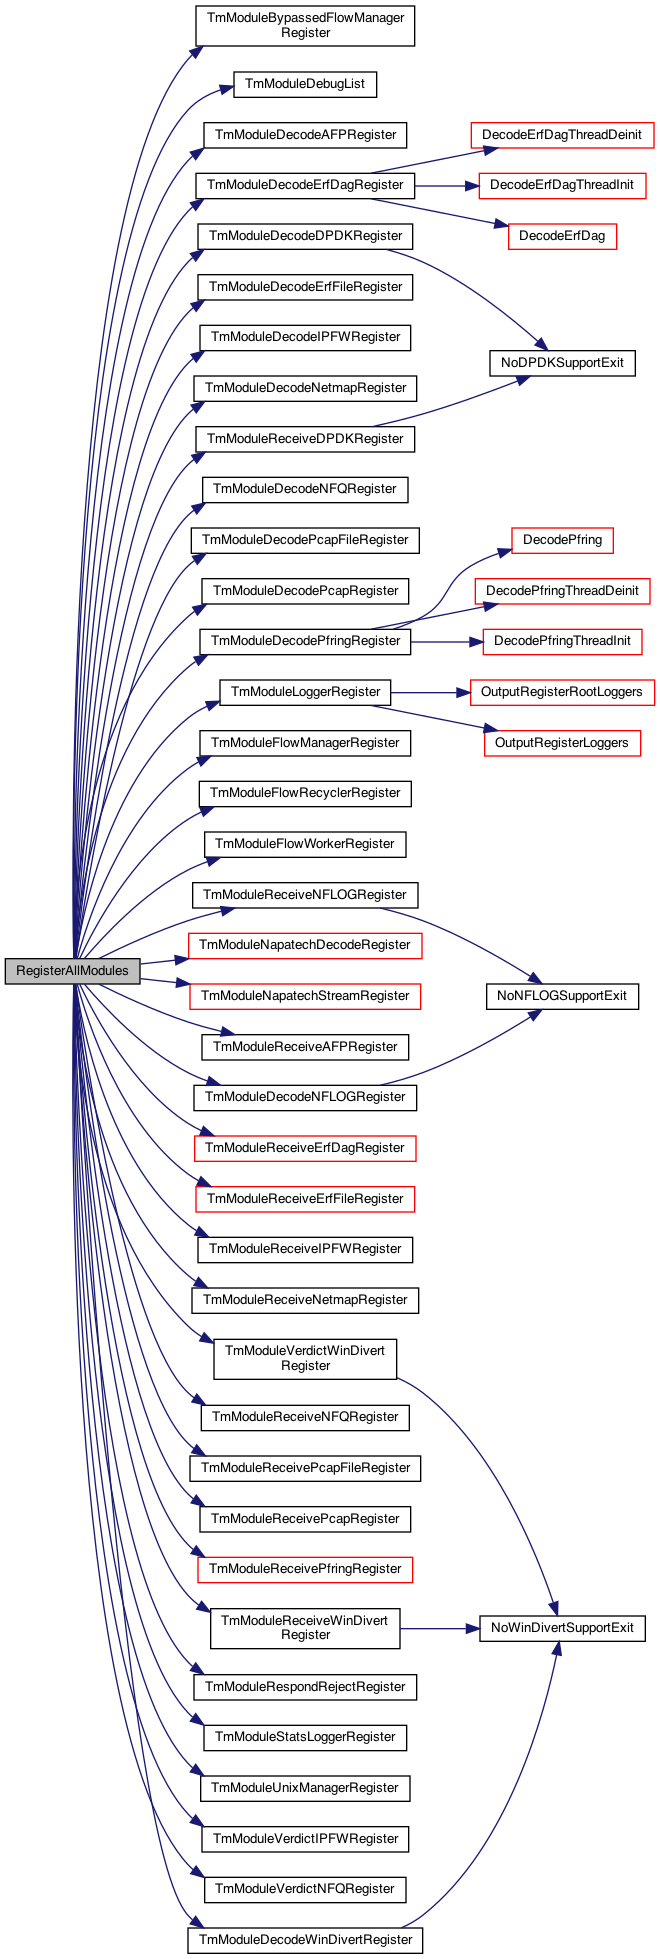 TmModuleBypassedFlowManager
Register
TmModuleDebugList
TmModuleDecodeAFPRegister
DecodeErfDagThreadDeinit
TmModuleDecodeErfDagRegister
DecodeErfDagThreadInit
TmModuleDecodeDPDKRegister
DecodeErfDag
TmModuleDecodeErfFileRegister
TmModuleDecodeIPFWRegister
NoDPDKSupportExit
TmModuleDecodeNetmapRegister
TmModuleReceiveDPDKRegister
TmModuleDecodeNFQRegister
TmModuleDecodePcapFileRegister
DecodePfring
TmModuleDecodePcapRegister
DecodePfringThreadDeinit
TmModuleDecodePfringRegister
DecodePfringThreadInit
TmModuleLoggerRegister
OutputRegisterRootLoggers
TmModuleFlowManagerRegister
OutputRegisterLoggers
TmModuleFlowRecyclerRegister
TmModuleFlowWorkerRegister
TmModuleReceiveNFLOGRegister
TmModuleNapatechDecodeRegister
RegisterAllModules
TmModuleNapatechStreamRegister
NoNFLOGSupportExit
TmModuleReceiveAFPRegister
TmModuleDecodeNFLOGRegister
TmModuleReceiveErfDagRegister
TmModuleReceiveErfFileRegister
TmModuleReceiveIPFWRegister
TmModuleReceiveNetmapRegister
TmModuleVerdictWinDivert
Register
TmModuleReceiveNFQRegister
TmModuleReceivePcapFileRegister
TmModuleReceivePcapRegister
TmModuleReceivePfringRegister
TmModuleReceiveWinDivert
Register
NoWinDivertSupportExit
TmModuleRespondRejectRegister
TmModuleStatsLoggerRegister
TmModuleUnixManagerRegister
TmModuleVerdictIPFWRegister
TmModuleVerdictNFQRegister
TmModuleDecodeWinDivertRegister